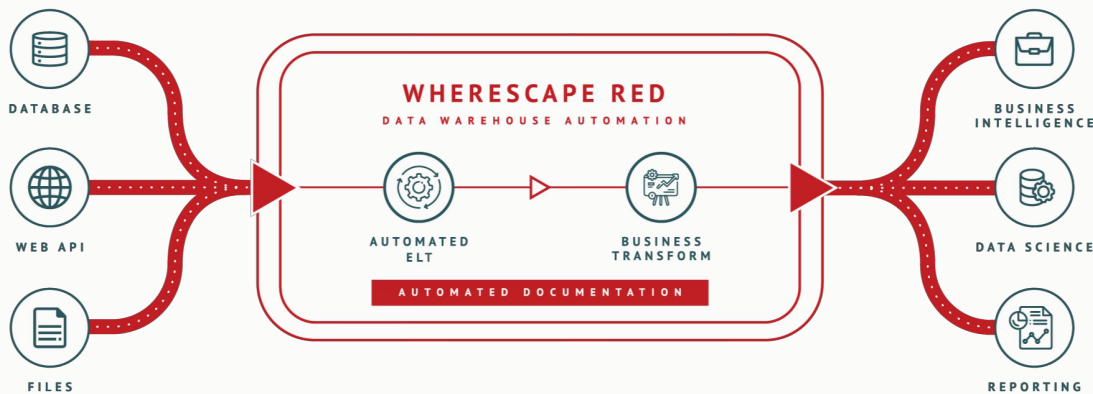 DATABASE
WEB API
FILES
WHERESCAPE RED
DATA WAREHOUSE AUTOMATION
AUTOMATED
ELT
BUSINESS
TRANSFORM
AUTOMATED DOCUMENTATION
BUSINESS
INTELLIGENCE
DATA SCIENCE
REPORTING